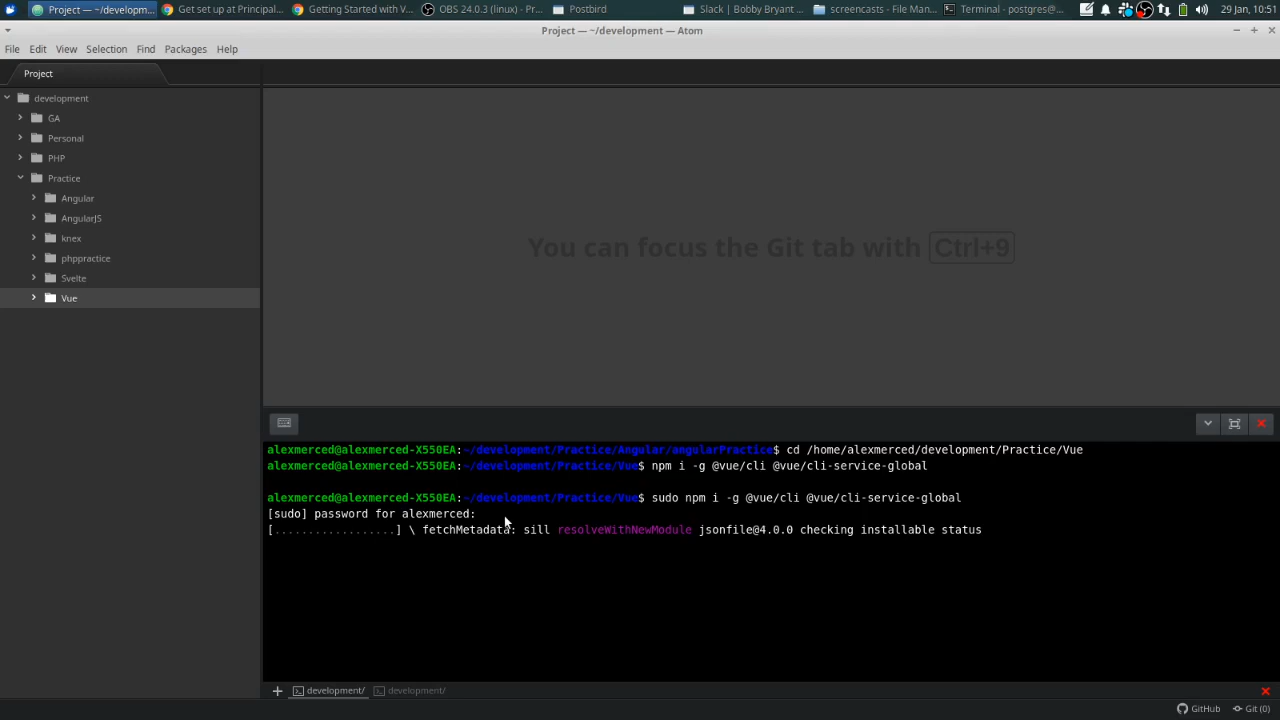 Project — ~/developm...
Get set up at Principal...
Getting Started with V...
OBS 24.0.3 (linux) - Pr...
Postbird
Slack | Bobby Bryant ...
screencasts - File Man...
Terminal - postgres@...
29 Jan, 10:51
Project — ~/development — Atom
File Edit View Selection Find Packages Help
Project
development
GA
Personal
PHP
Practice
Angular
AngularJS
knex
phppractice
Svelte
Vue
You can focus the Git tab with Ctrl+9
alexmerced@alexmerced-X550EA:~/development/Practice/Angular/angularPractice$ cd /home/alexmerced/development/Practice/Vue
alexmerced@alexmerced-X550EA:~/development/Practice/Vue$ npm i -g @vue/cli @vue/cli-service-global
alexmerced@alexmerced-X550EA:~/development/Practice/Vue$ sudo npm i -g @vue/cli @vue/cli-service-global
[sudo] password for alexmerced:
[..................] \ fetchMetadata: sill resolveWithNewModule jsonfile@4.0.0 checking installable status
development/
development/
GitHub
Git (0)